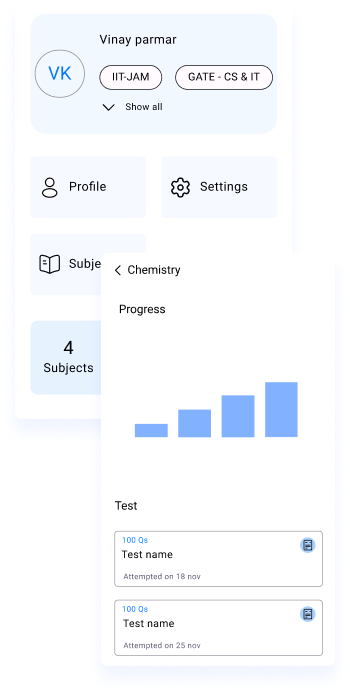 Vinay parmar
VK
IIT-JAM
GATE - CS & IT
Show all
Profile
Settings
Subje
4
Subjects
Chemistry
Progress
Test
100 Qs
Test name
Attempted on 18 nov
100 Qs
Test name
Attempted on 25 nov